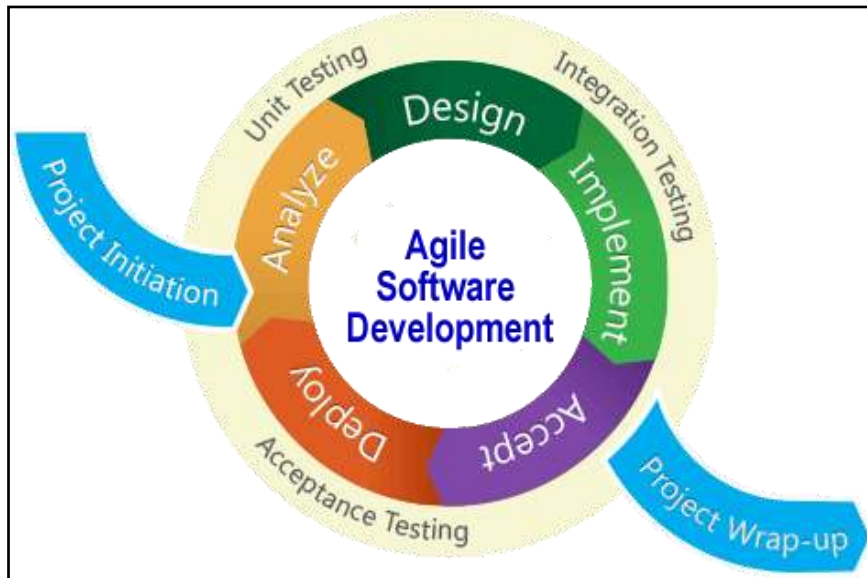 Unit Testing
Integration Testing
Design
Project Initiation
Analyze
Implement
Agile
Software
Development
Deploy
Accept
Acceptance Testing
Project Wrap-up